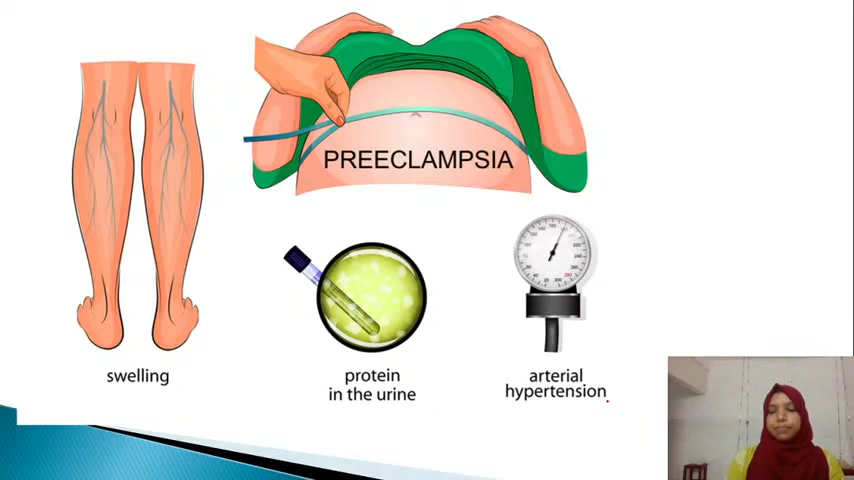 PREECLAMPSIA
swelling
protein
in the urine
arterial
hypertension